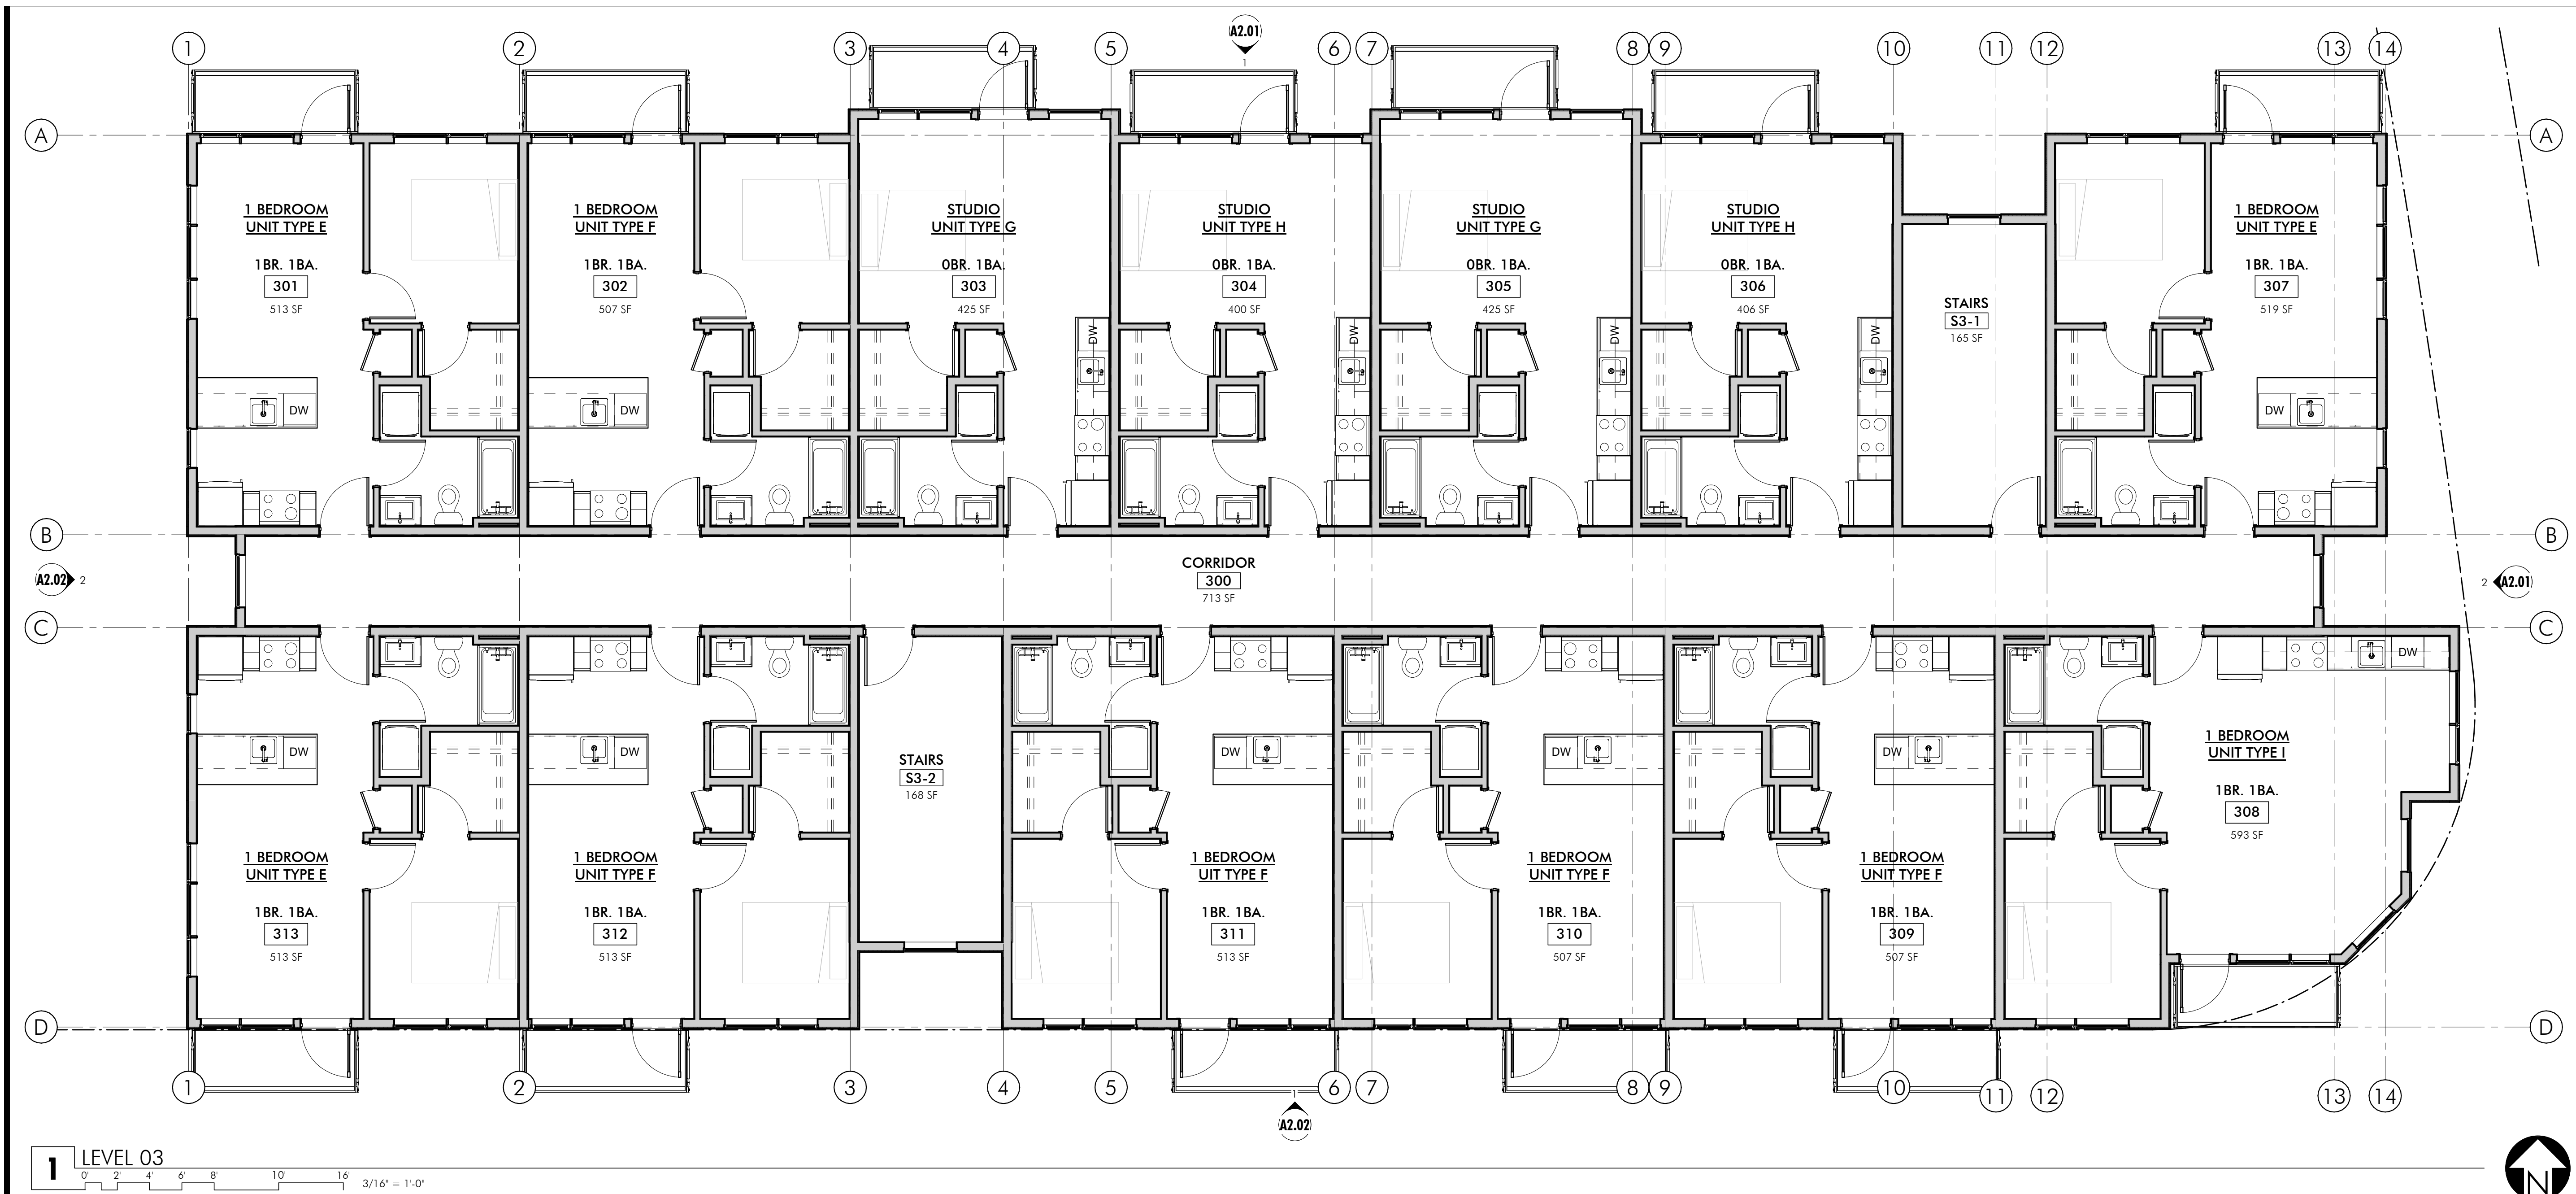 A2.01
1
1 2 3 4 5 6 7 8 9 10 11 12 13 14
A A
1 BEDROOM
UNIT TYPE E
1BR. 1BA.
301
513 SF
1 BEDROOM
UNIT TYPE F
1BR. 1BA.
302
507 SF
STUDIO
UNIT TYPE G
0BR. 1BA.
303
425 SF
STUDIO
UNIT TYPE H
0BR. 1BA.
304
400 SF
STUDIO
UNIT TYPE G
0BR. 1BA.
305
425 SF
STUDIO
UNIT TYPE H
0BR. 1BA.
306
406 SF
STAIRS
S3-1
165 SF
1 BEDROOM
UNIT TYPE E
1BR. 1BA.
307
519 SF
DW DW DW DW
DW DW DW
B B
A2.02 2
CORRIDOR
300
713 SF
2 A2.01
C C
DW
DW DW DW DW DW
STAIRS
S3-2
168 SF
1 BEDROOM
UNIT TYPE I
1BR. 1BA.
308
593 SF
1 BEDROOM
UNIT TYPE E
1BR. 1BA.
313
513 SF
1 BEDROOM
UNIT TYPE F
1BR. 1BA.
312
513 SF
1 BEDROOM
UIT TYPE F
1BR. 1BA.
311
513 SF
1 BEDROOM
UNIT TYPE F
1BR. 1BA.
310
507 SF
1 BEDROOM
UNIT TYPE F
1BR. 1BA.
309
507 SF
D D
1 2 3 4 5 6 7 8 9 10 11 12 13 14
1
A2.02
1 LEVEL 03
0' 2' 4' 6' 8' 10' 16'
3/16" = 1'-0"
N